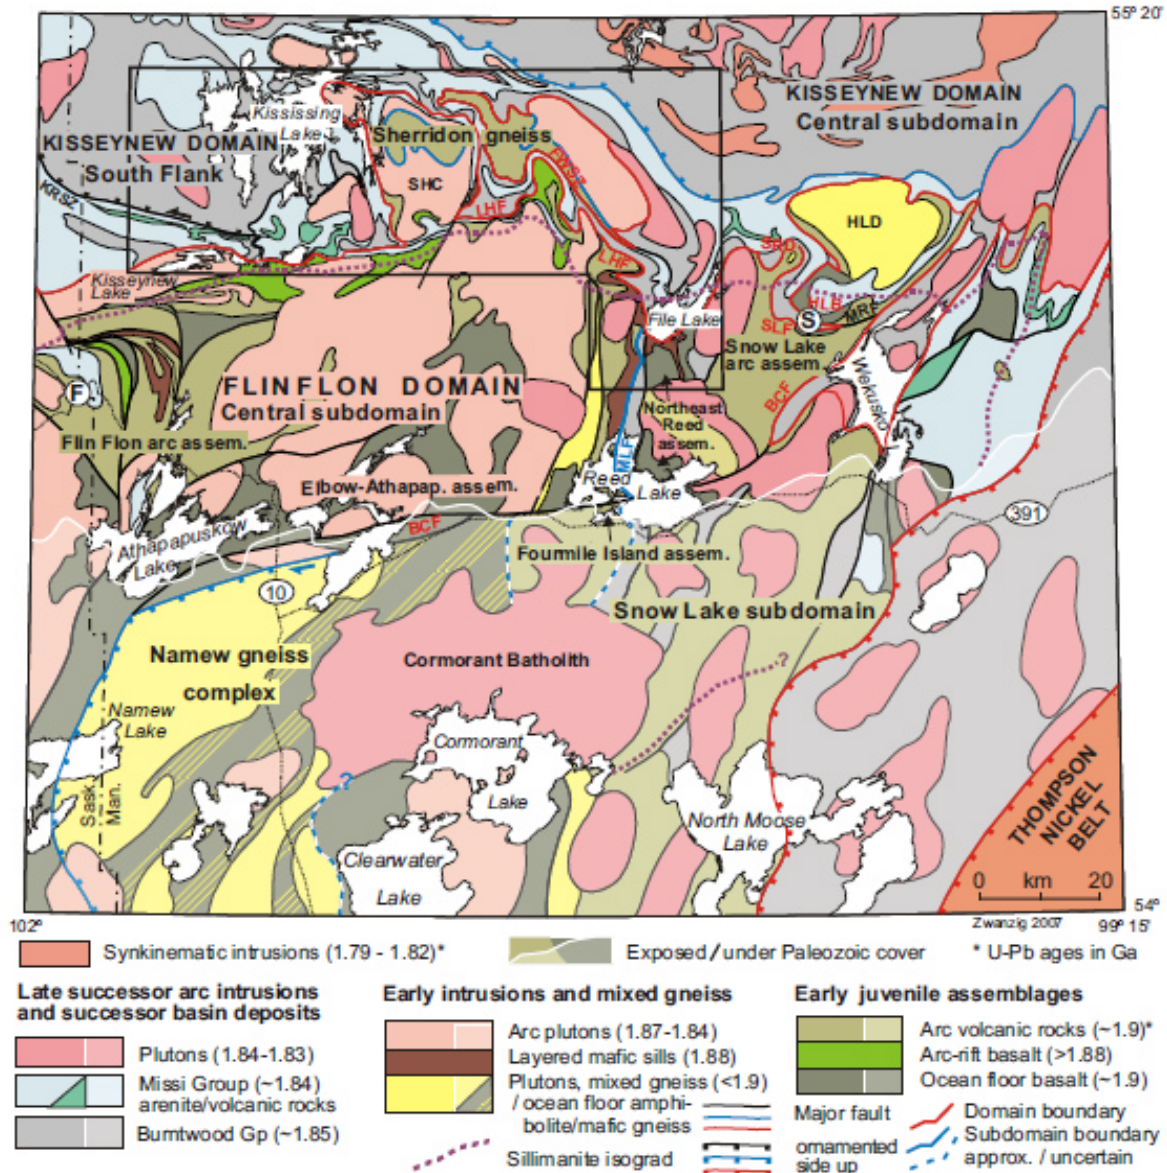 55º 20'
KISSEYNEW DOMAIN
Central subdomain
Kississing
Lake
Sherridon gneiss
KISSEYNEW DOMAIN
South Flank
KRSZ
SHC
FWSZ
LHF
HLD
LHF
SRD
Kisseynew
Lake
HLB
MRF
S
SLF
File Lake
Snow Lake
arc assem.
Wekusko
F
FLIN FLON DOMAIN
Central subdomain
BCF
Northeast
Reed
assem.
Flin Flon arc assem.
MLF
Elbow-Athapap. assem.
Reed
Lake
391
BCF
Athapapuskow
Lake
Fourmile Island assem.
10
Snow Lake subdomain
Namew gneiss
complex
Cormorant Batholith
?
Namew
Lake
Cormorant
Lake
?
Sask.
Man.
North Moose
Lake
THOMPSON
NICKEL
BELT
Clearwater
Lake
0 km 20
54º
102º
Zwanzig 2007
99º 15'
Synkinematic intrusions (1.79 - 1.82)*
Exposed/under Paleozoic cover
* U-Pb ages in Ga
Late successor arc intrusions
and successor basin deposits
Plutons (1.84-1.83)
Missi Group (~1.84)
arenite/volcanic rocks
Burntwood Gp (~1.85)
Early intrusions and mixed gneiss
Arc plutons (1.87-1.84)
Layered mafic sills (1.88)
Plutons, mixed gneiss (<1.9)
/ ocean floor amphi-
bolite/mafic gneiss
Sillimanite isograd
Early juvenile assemblages
Arc volcanic rocks (~1.9)*
Arc-rift basalt (>1.88)
Ocean floor basalt (~1.9)
Major fault
ornamented
side up
Domain boundary
Subdomain boundary
approx. / uncertain